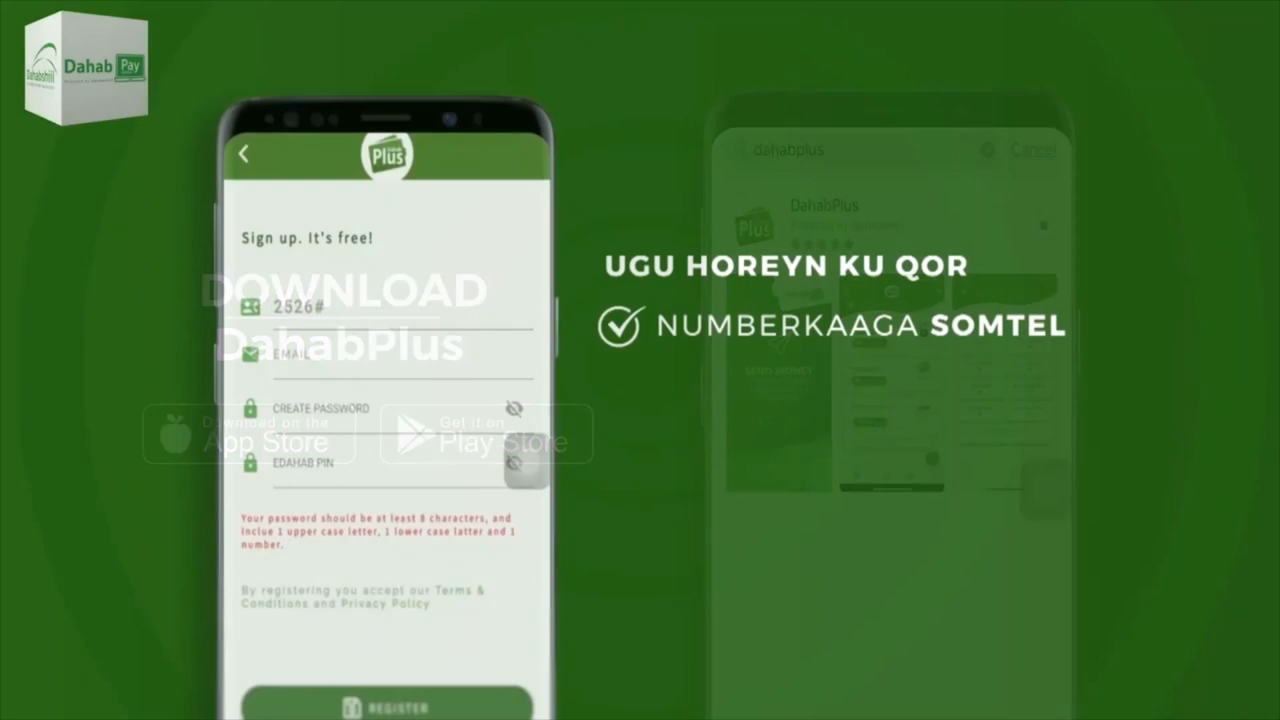 Dahabshiil
Dahab Pay
Plus
Sign up. It's free!
2526#
EMAIL
CREATE PASSWORD
EDAHAB PIN
Your password should be at least 8 characters, and
inclue 1 upper case letter, 1 lower case latter and 1
number.
By registering you accept our Terms &
Conditions and Privacy Policy
REGISTER
DOWNLOAD
DahabPlus
Download on the
App Store
Get it on
Play Store
UGU HOREYN KU QOR
NUMBERKAAGA SOMTEL
dahabplus
Cancel
DahabPlus
Plus
SEND MONEY